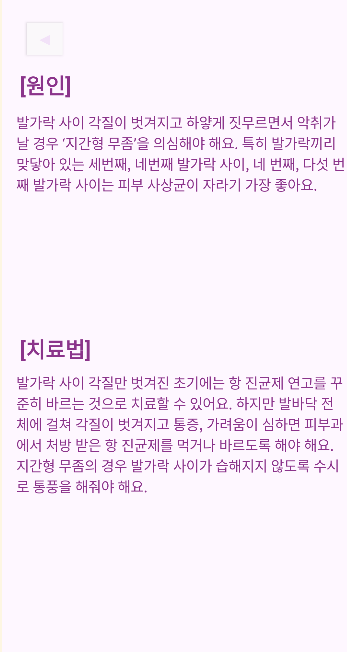 [원인]
발가락 사이 각질이 벗겨지고 하얗게 짓무르면서 악취가
날 경우 '지간형 무좀'을 의심해야 해요. 특히 발가락끼리
맞닿아 있는 세번째, 네번째 발가락 사이, 네 번째, 다섯 번
째 발가락 사이는 피부 사상균이 자라기 가장 좋아요.
[치료법]
발가락 사이 각질만 벗겨진 초기에는 항 진균제 연고를 꾸
준히 바르는 것으로 치료할 수 있어요. 하지만 발바닥 전
체에 걸쳐 각질이 벗겨지고 통증, 가려움이 심하면 피부과
에서 처방 받은 항 진균제를 먹거나 바르도록 해야 해요.
지간형 무좀의 경우 발가락 사이가 습해지지 않도록 수시
로 통풍을 해줘야 해요.